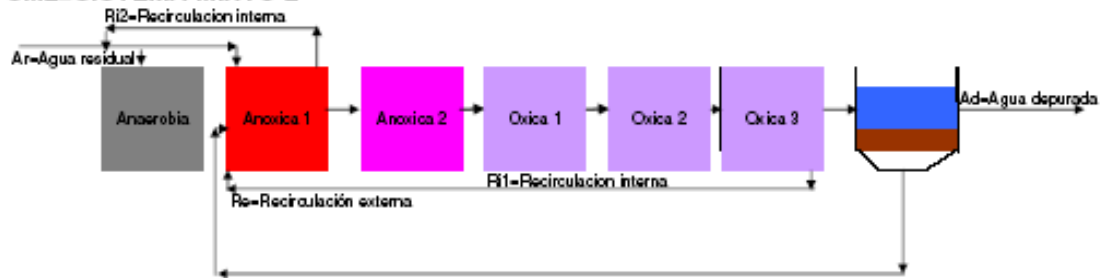 Ri2=Recirculacion interna
Ar=Agua residual
Anaerobia
Anoxica 1
Anoxica 2
Oxica 1
Oxica 2
Oxica 3
Ad=Agua depurada
Ri1=Recirculacion interna
Re=Recirculación externa